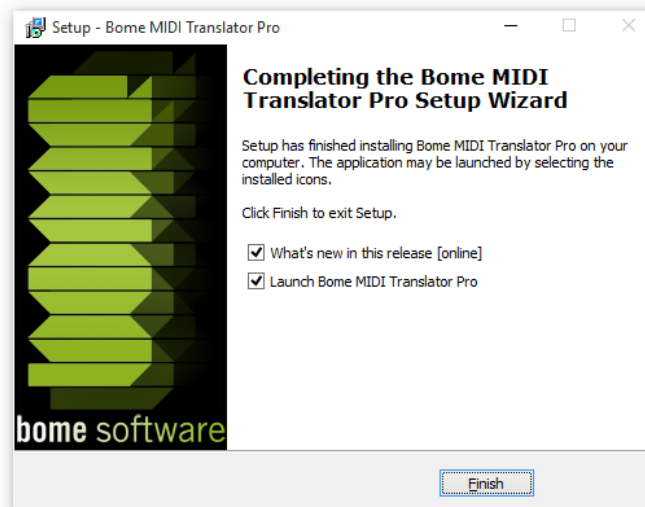 Setup - Bome MIDI Translator Pro
Completing the Bome MIDI
Translator Pro Setup Wizard
Setup has finished installing Bome MIDI Translator Pro on your
computer. The application may be launched by selecting the
installed icons.
Click Finish to exit Setup.
What's new in this release [online]
Launch Bome MIDI Translator Pro
bome software
Finish